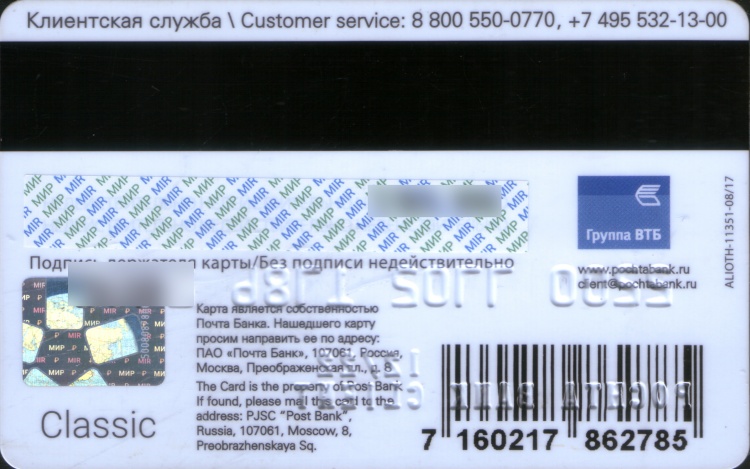 Клиентская служба \ Customer service: 8 800 550-0770, +7 495 532-13-00
Группа ВТБ
ALIOTH-11351-08/17
Подпись держателя карты/Без подписи недействительно
www.pochtabank.ru
client@pochtabank.ru
Карта является собственностью
Почта Банка. Нашедшего карту
просим направить ее по адресу:
ПАО «Почта Банк», 107061, Россия,
Москва, Преображенская пл., д. 8
The Card is the property of Post Bank
If found, please mail this card to the
address: PJSC "Post Bank",
Russia, 107061, Moscow, 8,
Preobrazhenskaya Sq.
Classic
7 160217 862785